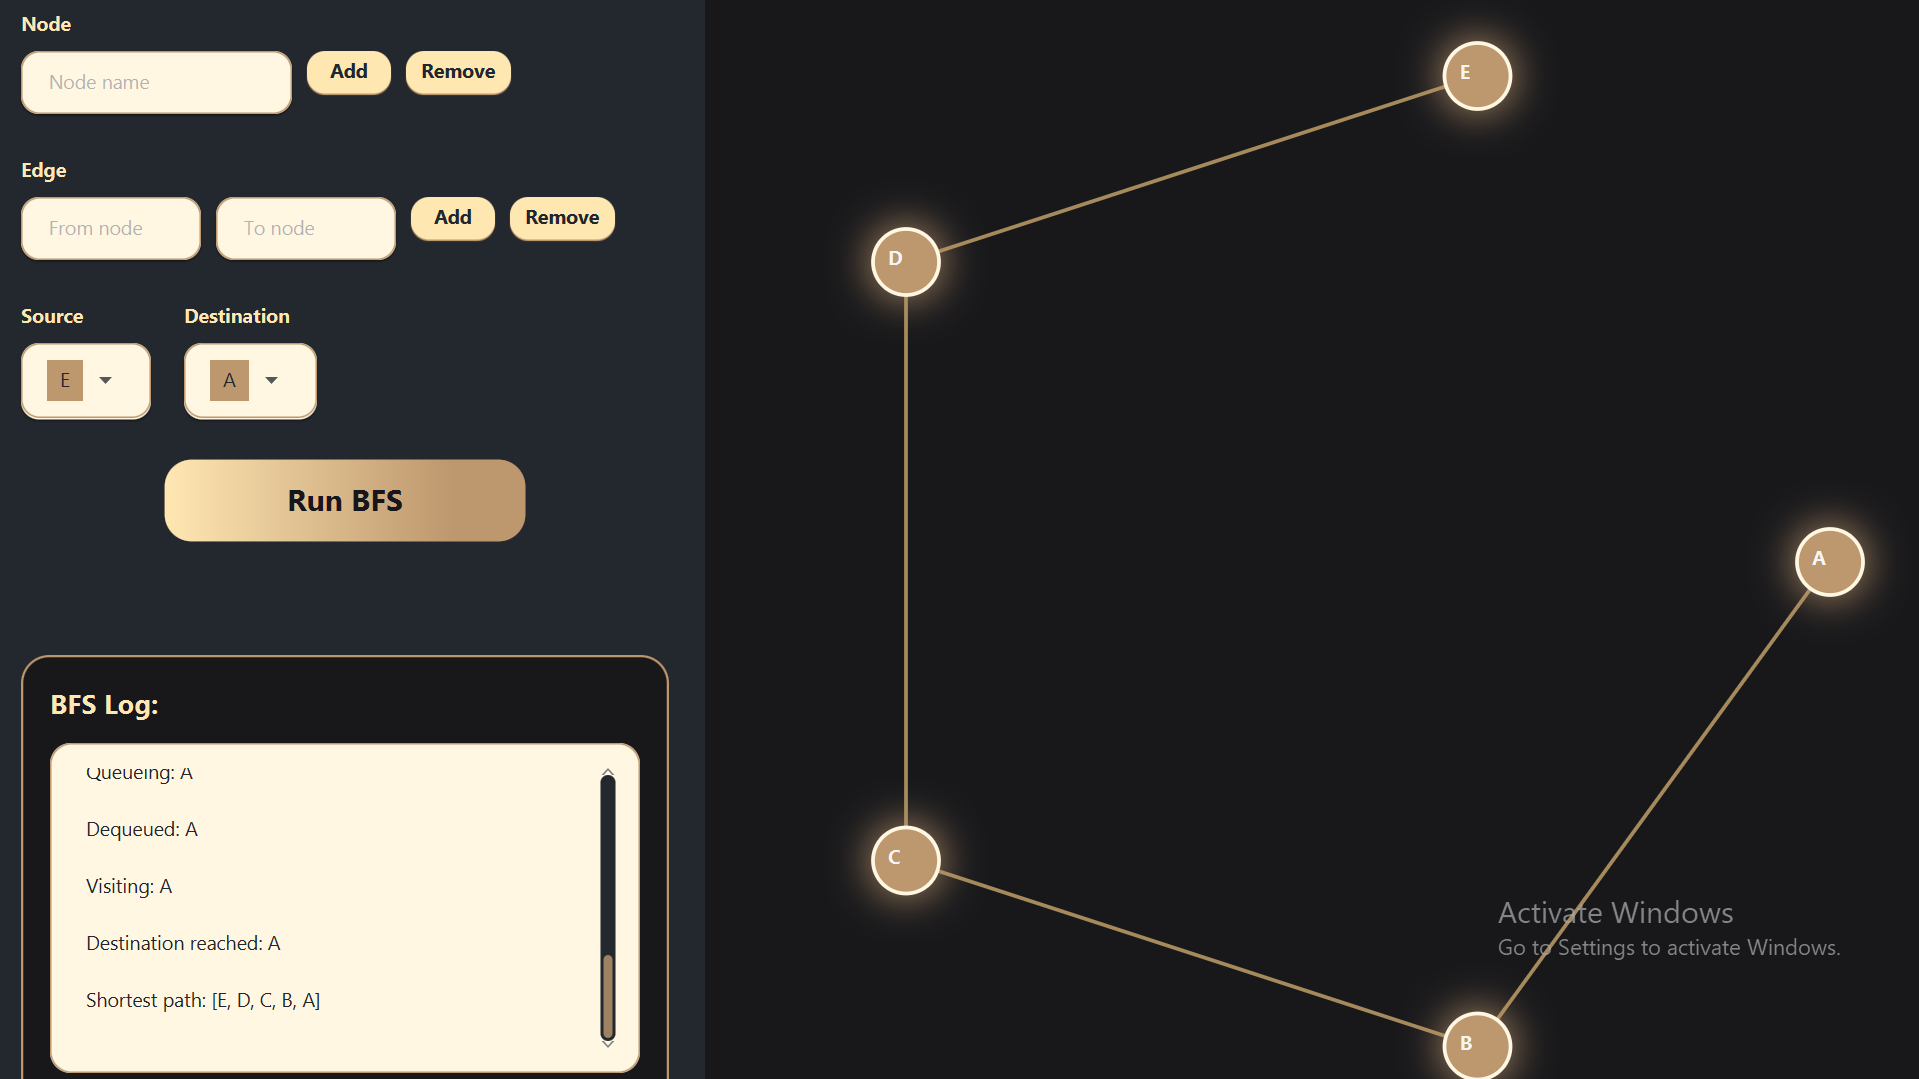 Node
Node name
Add
Remove
Edge
From node
To node
Add
Remove
Source
Destination
E
A
Run BFS
BFS Log:
Queueing: A
Dequeued: A
Visiting: A
Destination reached: A
Shortest path: [E, D, C, B, A]
E
D
A
C
B
Activate Windows
Go to Settings to activate Windows.